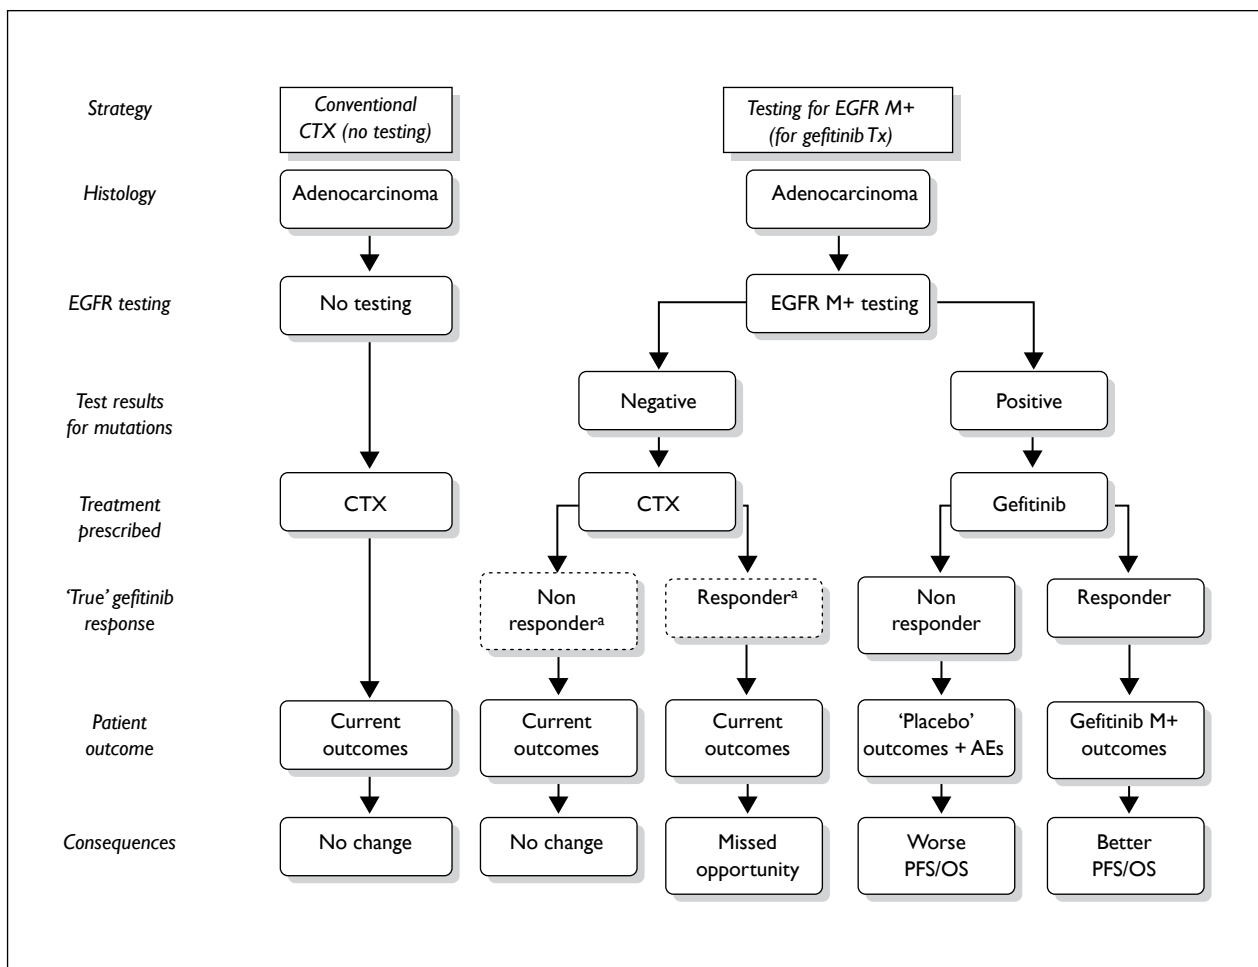 Strategy
Conventional
CTX (no testing)
Testing for EGFR M+
(for gefitinib Tx)
Histology
Adenocarcinoma
Adenocarcinoma
EGFR testing
No testing
EGFR M+ testing
Test results
for mutations
Negative
Positive
Treatment
prescribed
CTX
CTX
Gefitinib
‘True’ gefitinib
response
Non
responderᵃ
Responderᵃ
Non
responder
Responder
Patient
outcome
Current
outcomes
Current
outcomes
Current
outcomes
‘Placebo’
outcomes + AEs
Gefitinib M+
outcomes
Consequences
No change
No change
Missed
opportunity
Worse
PFS/OS
Better
PFS/OS